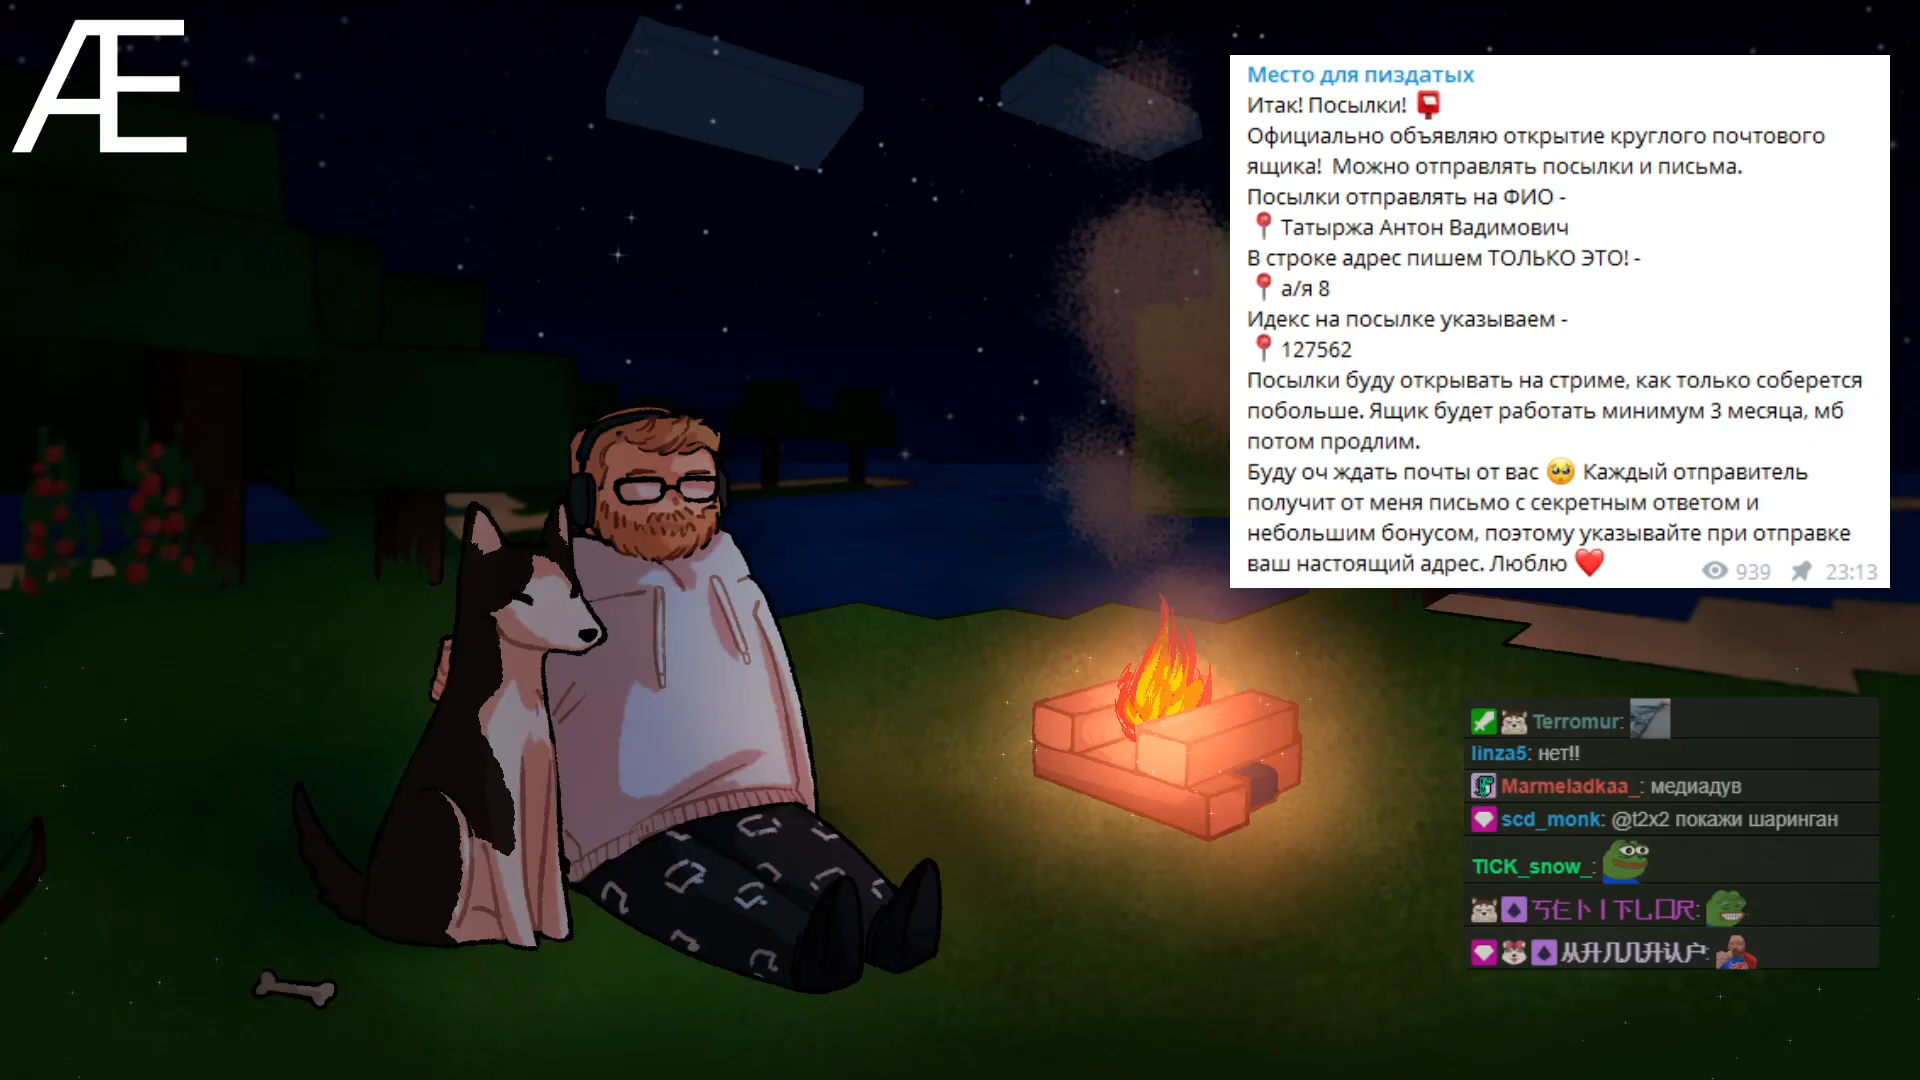 Æ
Место для пиздатых
Итак! Посылки! 📮
Официально объявляю открытие круглого почтового
ящика! Можно отправлять посылки и письма.
Посылки отправлять на ФИО -
📍 Татыржа Антон Вадимович
В строке адрес пишем ТОЛЬКО ЭТО! -
📍 а/я 8
Идекс на посылке указываем -
📍 127562
Посылки буду открывать на стриме, как только соберется
побольше. Ящик будет работать минимум 3 месяца, мб
потом продлим.
Буду оч ждать почты от вас 🥺 Каждый отправитель
получит от меня письмо с секретным ответом и
небольшим бонусом, поэтому указывайте при отправке
ваш настоящий адрес. Люблю ❤️
939 23:13
Terromur:
linza5: нет!!
Marmeladkaa_: медиадув
scd_monk: @t2x2 покажи шаринган
TICK_snow_: